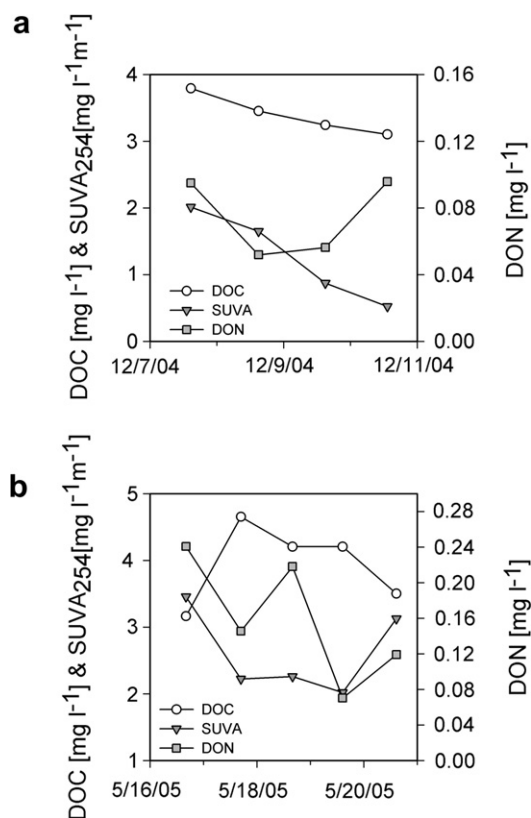 a
DOC [mg l-1] & SUVA254[mg l-1m-1]
4
3
2
1
0
0.16
0.12
0.08
0.04
0.00
DON [mg l-1]
DOC
SUVA
DON
12/7/04 12/9/04 12/11/04
b
DOC [mg l-1] & SUVA254[mg l-1m-1]
5
4
3
2
1
0.28
0.24
0.20
0.16
0.12
0.08
0.04
0.00
DON [mg l-1]
DOC
SUVA
DON
5/16/05 5/18/05 5/20/05